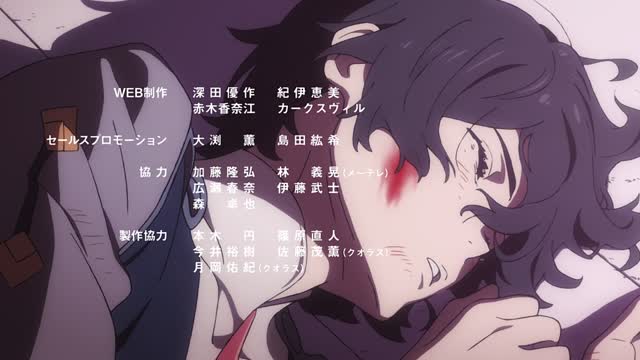 WEB制作 深田優作 紀伊恵美
赤木香奈江 カークスヴィル
セールスプロモーション 大渕 薫 島田紘希
協力 加藤隆弘 林 義晃(メ〜テレ)
広瀬春奈 伊藤武士
森 卓也
製作協力 本木 円 篠原直人
今井裕樹 佐藤茂薫(クオラス)
月岡佑紀(クオラス)